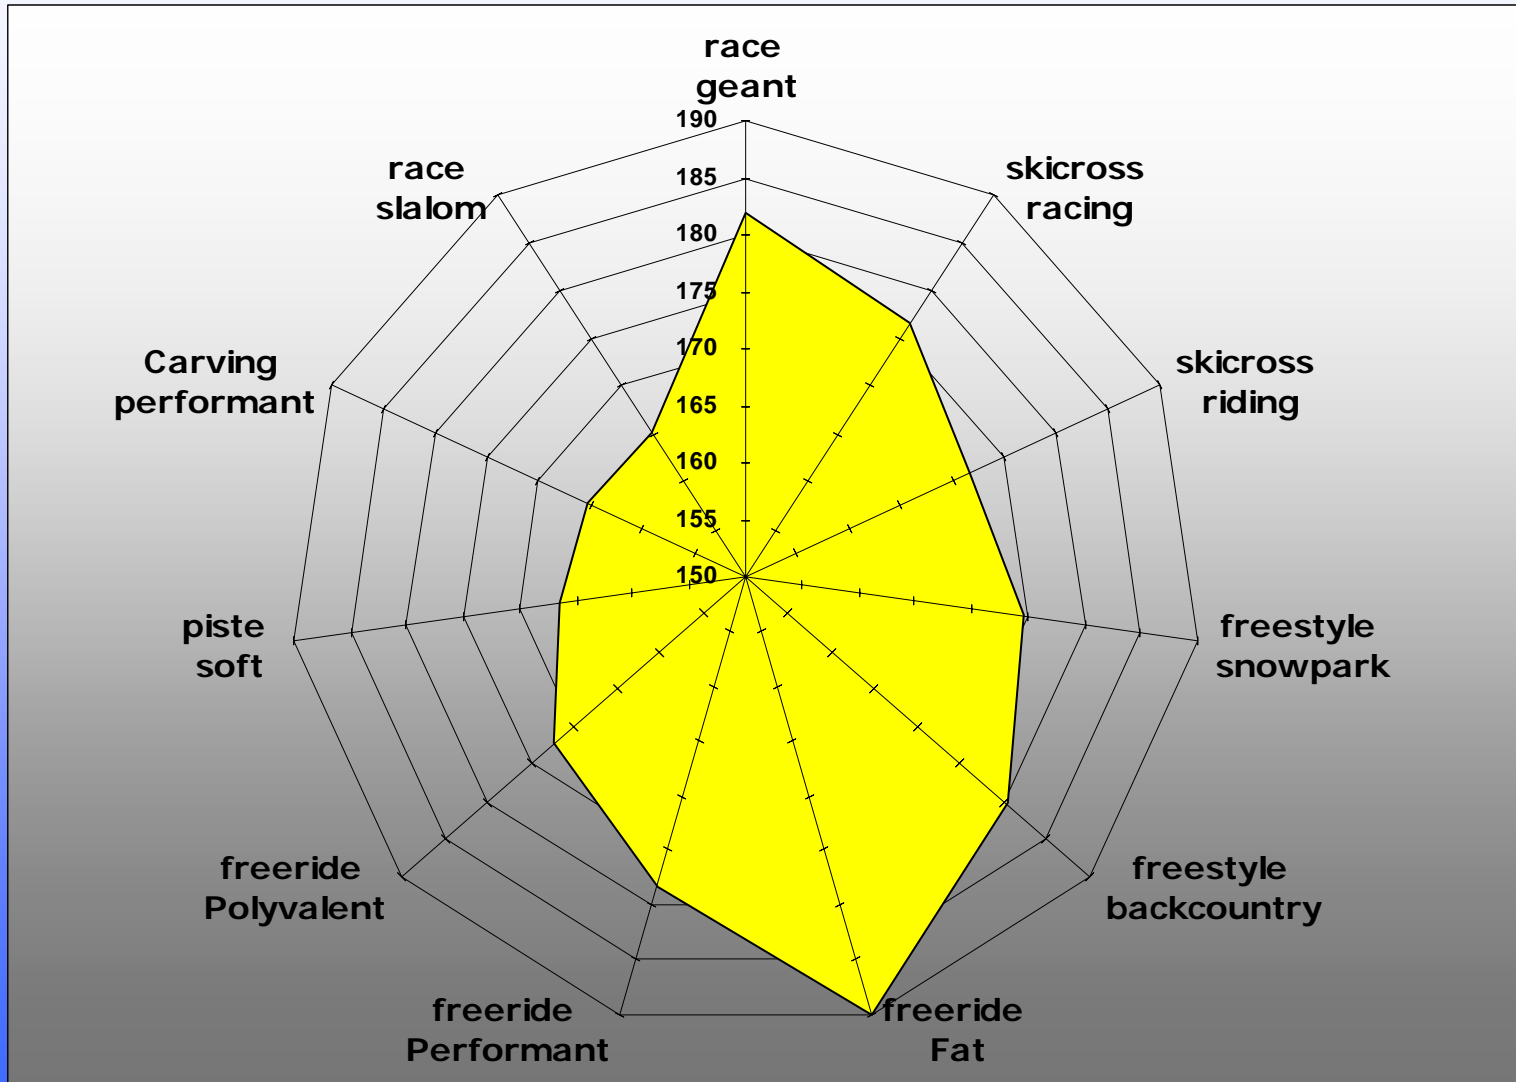 race
geant
190
185
180
175
170
165
160
155
150
skicross
racing
skicross
riding
freestyle
snowpark
freestyle
backcountry
freeride
Fat
freeride
Performant
freeride
Polyvalent
piste
soft
Carving
performant
race
slalom